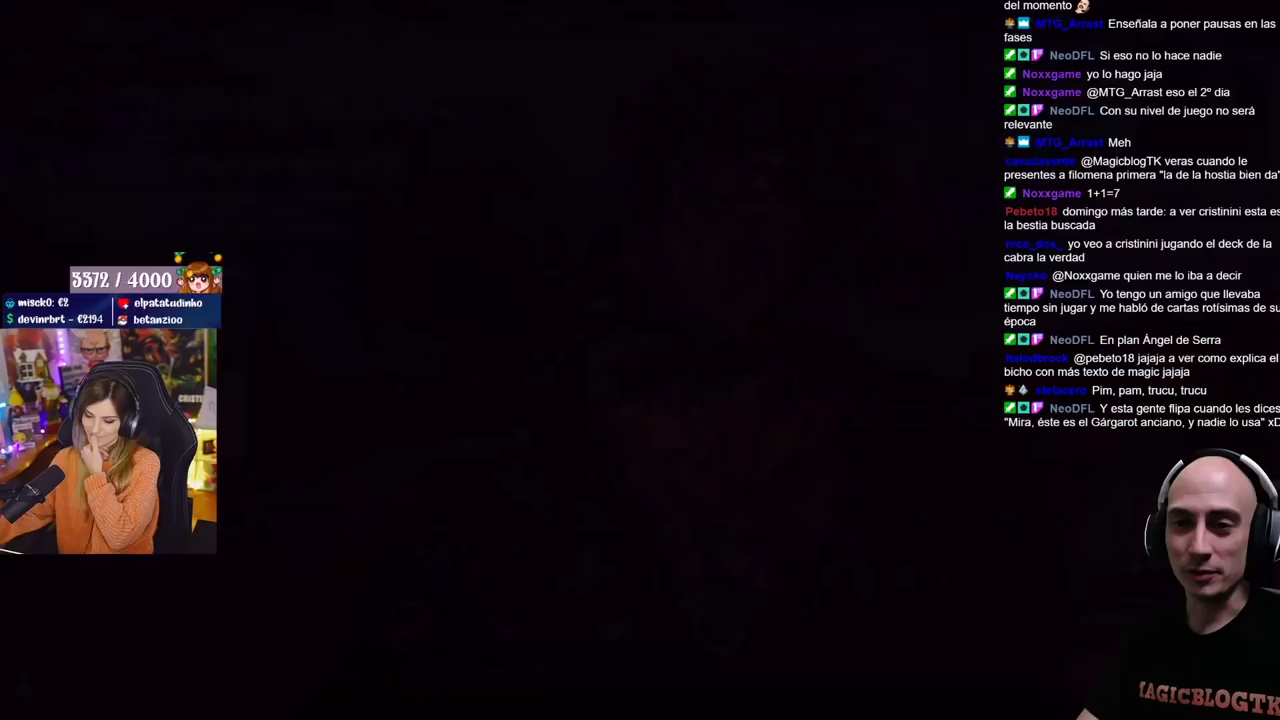 3372 / 4000
misck0: €2
elpatatudinho
devinrbrt - €2194
betanzioo
CRISTI
del momento
MTG_Arrast Enseñala a poner pausas en las
fases
NeoDFL Si eso no lo hace nadie
Noxxgame yo lo hago jaja
Noxxgame @MTG_Arrast eso el 2º dia
NeoDFL Con su nivel de juego no será
relevante
MTG_Arrast Meh
@MagicblogTK veras cuando le
presentes a filomena primera "la de la hostia bien da"
Noxxgame 1+1=7
Pebeto18 domingo más tarde: a ver cristinini esta es
la bestia buscada
yo veo a cristinini jugando el deck de la
cabra la verdad
@Noxxgame quien me lo iba a decir
NeoDFL Yo tengo un amigo que llevaba
tiempo sin jugar y me habló de cartas rotísimas de su
época
NeoDFL En plan Ángel de Serra
@pebeto18 jajaja a ver como explica el
bicho con más texto de magic jajaja
Pim, pam, trucu, trucu
NeoDFL Y esta gente flipa cuando les dices
"Mira, éste es el Gárgarot anciano, y nadie lo usa" xD
MAGICBLOGTK